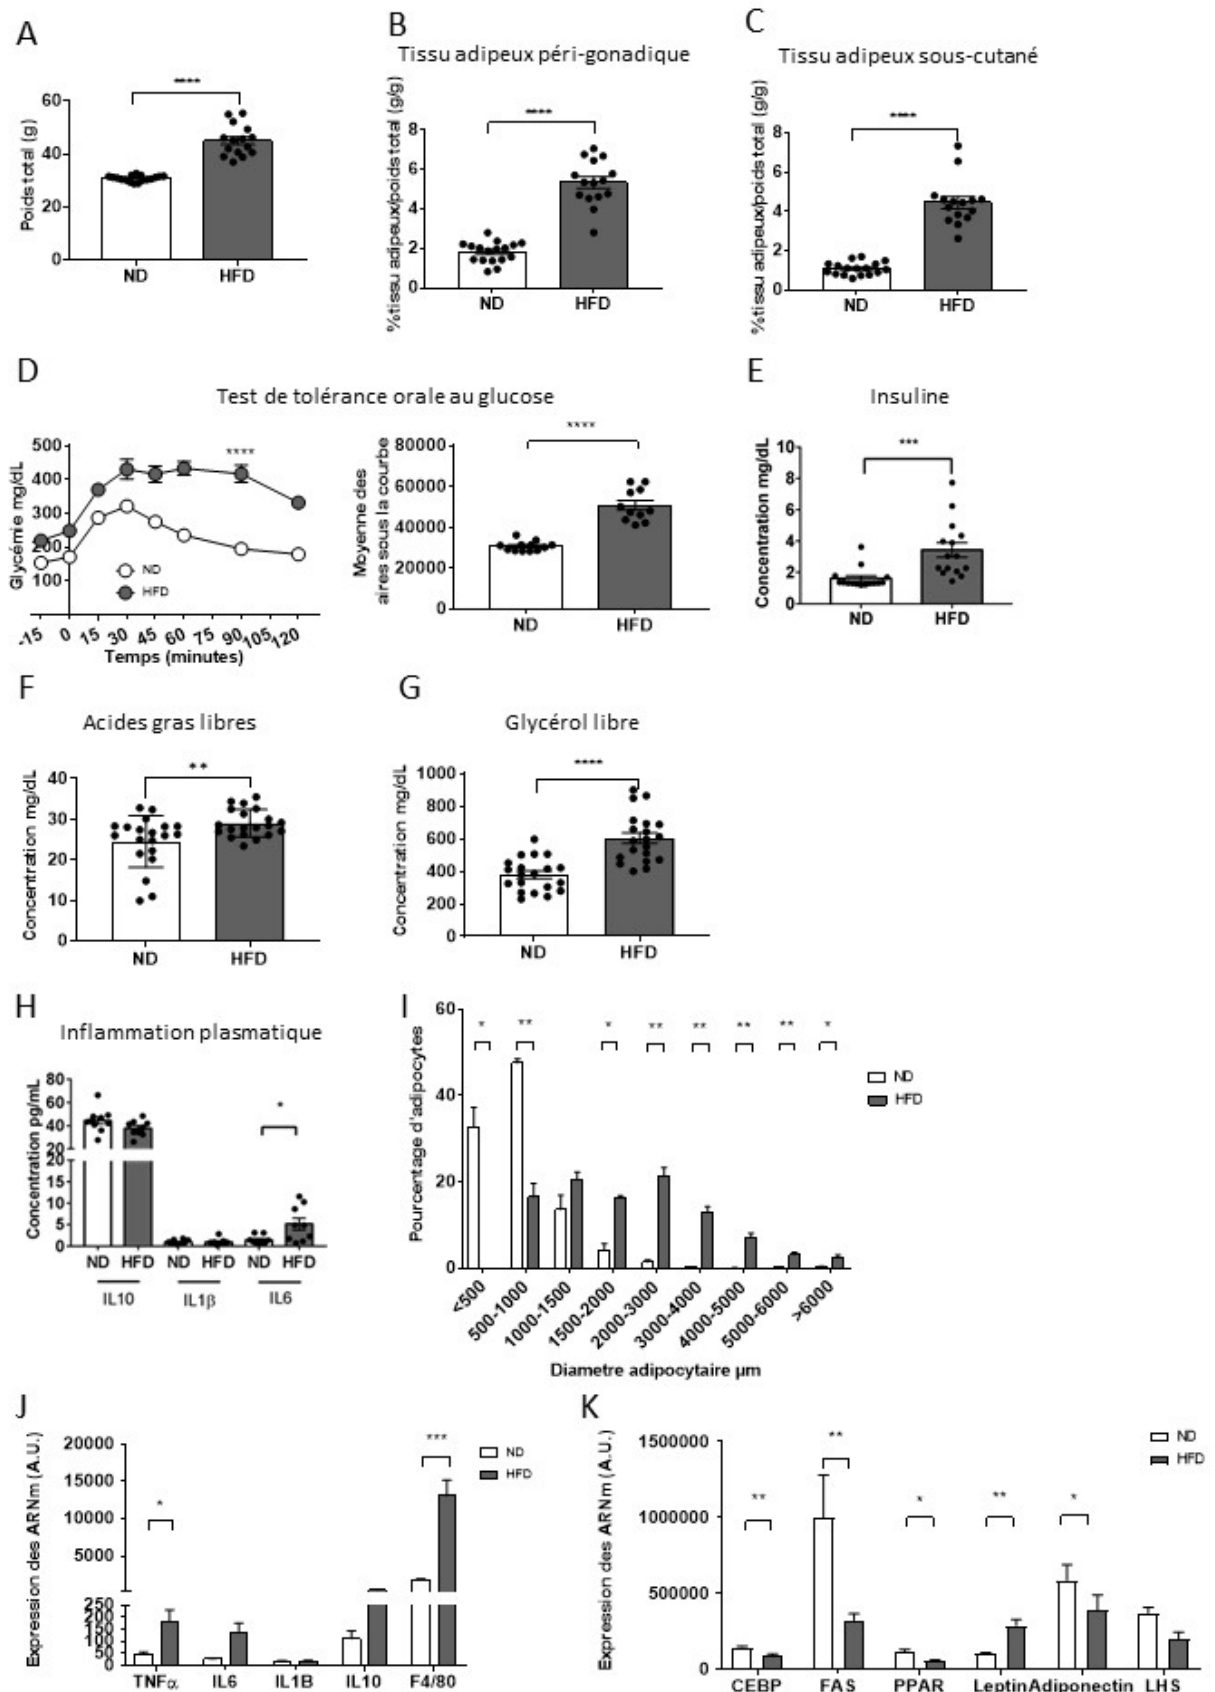 A
Poids total (g)
60
40
20
0
****
ND
HFD
B
Tissu adipeux péri-gonadique
%tissu adipeux/poids total (g/g)
8
6
4
2
0
****
ND
HFD
C
Tissu adipeux sous-cutané
%tissu adipeux/poids total (g/g)
8
6
4
2
0
****
ND
HFD
D
Test de tolérance orale au glucose
Glycémie mg/dL
500
400
300
200
100
****
ND
HFD
-15 0 15 30 45 60 75 90 105 120
Temps (minutes)
Moyenne des
aires sous la courbe
80000
60000
40000
20000
0
****
ND
HFD
E
Insuline
Concentration mg/dL
10
8
6
4
2
0
***
ND
HFD
F
Acides gras libres
Concentration mg/dL
40
30
20
10
0
**
ND
HFD
G
Glycérol libre
Concentration mg/dL
1000
800
600
400
200
0
****
ND
HFD
H
Inflammation plasmatique
Concentration pg/mL
80
60
40
20
20
15
10
5
0
*
ND HFD ND HFD ND HFD
IL10 IL1β IL6
I
Pourcentage d'adipocytes
60
40
20
0
* ** * ** ** ** ** *
ND
HFD
<500 500-1000 1000-1500 1500-2000 2000-3000 3000-4000 4000-5000 5000-6000 >6000
Diametre adipocytaire µm
J
Expression des ARNm (A.U.)
20000
15000
10000
5000
250
200
150
100
50
0
* ***
ND
HFD
TNFα IL6 IL1B IL10 F4/80
K
Expression des ARNm (A.U.)
1500000
1000000
500000
0
** ** * ** *
ND
HFD
CEBP FAS PPAR Leptin Adiponectin LHS